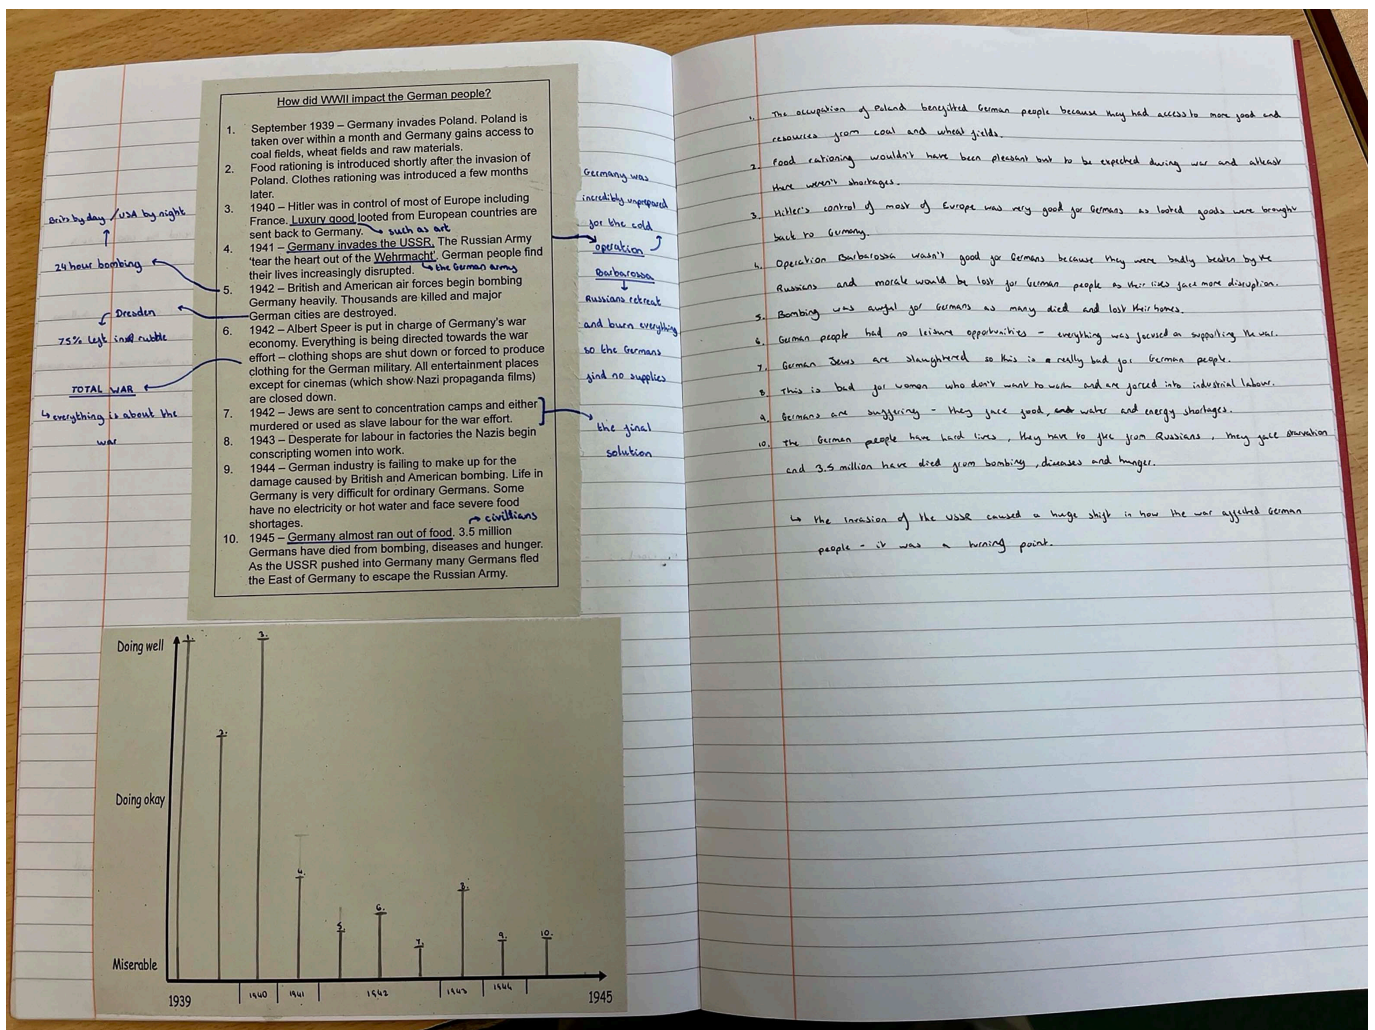 How did WWII impact the German people?
1. September 1939 – Germany invades Poland. Poland is
taken over within a month and Germany gains access to
coal fields, wheat fields and raw materials.
2. Food rationing is introduced shortly after the invasion of
Poland. Clothes rationing was introduced a few months
later.
3. 1940 – Hitler was in control of most of Europe including
France. Luxury good looted from European countries are
sent back to Germany.
such as art
4. 1941 – Germany invades the USSR. The Russian Army
'tear the heart out of the Wehrmacht'. German people find
their lives increasingly disrupted.
the German army
5. 1942 – British and American air forces begin bombing
Germany heavily. Thousands are killed and major
German cities are destroyed.
6. 1942 – Albert Speer is put in charge of Germany's war
economy. Everything is being directed towards the war
effort – clothing shops are shut down or forced to produce
clothing for the German military. All entertainment places
except for cinemas (which show Nazi propaganda films)
are closed down.
7. 1942 – Jews are sent to concentration camps and either
murdered or used as slave labour for the war effort.
8. 1943 – Desperate for labour in factories the Nazis begin
conscripting women into work.
9. 1944 – German industry is failing to make up for the
damage caused by British and American bombing. Life in
Germany is very difficult for ordinary Germans. Some
have no electricity or hot water and face severe food
shortages.
civillians
10. 1945 – Germany almost ran out of food. 3.5 million
Germans have died from bombing, diseases and hunger.
As the USSR pushed into Germany many Germans fled
the East of Germany to escape the Russian Army.
Brits by day / USA by night
24 hour bombing
Dresden
75% left in rubble
TOTAL WAR
↳ everything is about the
war
Germany was
incredibly unprepared
for the cold
operation
Barbarossa
Russians retreat
and burn everything
so the Germans
find no supplies
the final
solution
Doing well
Doing okay
Miserable
1. 2. 3. 4. 5. 6. 7. 8. 9. 10.
1939 1940 1941 1942 1943 1944 1945
1. The occupation of Poland benefitted German people because they had access to more food and
resources from coal and wheat fields.
2. Food rationing wouldn't have been pleasant but to be expected during war and atleast
there weren't shortages.
3. Hitler's control of most of Europe was very good for Germans as looted goods were brought
back to Germany.
4. Operation Barbarossa wasn't good for Germans because they were badly beaten by the
Russians and morale would be lost for German people as their lives face more disruption.
5. Bombing was awful for Germans as many died and lost their homes.
6. German people had no leisure opportunities – everything was focused on supporting the war.
7. German Jews are slaughtered so this is a really bad for German people.
8. This is bad for women who don't want to work and are forced into industrial labour.
9. Germans are suffering – they face food, and water and energy shortages.
10. The German people have hard lives, they have to flee from Russians, they face starvation
and 3.5 million have died from bombing, diseases and hunger.
↳ the invasion of the USSR caused a huge shift in how the war affected German
people – it was a turning point.